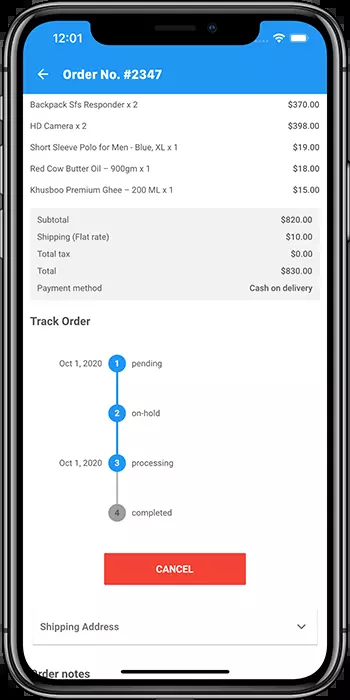 12:01
Order No. #2347
Backpack Sfs Responder x 2 $370.00
HD Camera x 2 $398.00
Short Sleeve Polo for Men - Blue, XL x 1 $19.00
Red Cow Butter Oil – 900gm x 1 $18.00
Khusboo Premium Ghee – 200 ML x 1 $15.00
Subtotal $820.00
Shipping (Flat rate) $10.00
Total tax $0.00
Total $830.00
Payment method Cash on delivery
Track Order
Oct 1, 2020 1 pending
2 on-hold
Oct 1, 2020 3 processing
4 completed
CANCEL
Shipping Address
Order notes